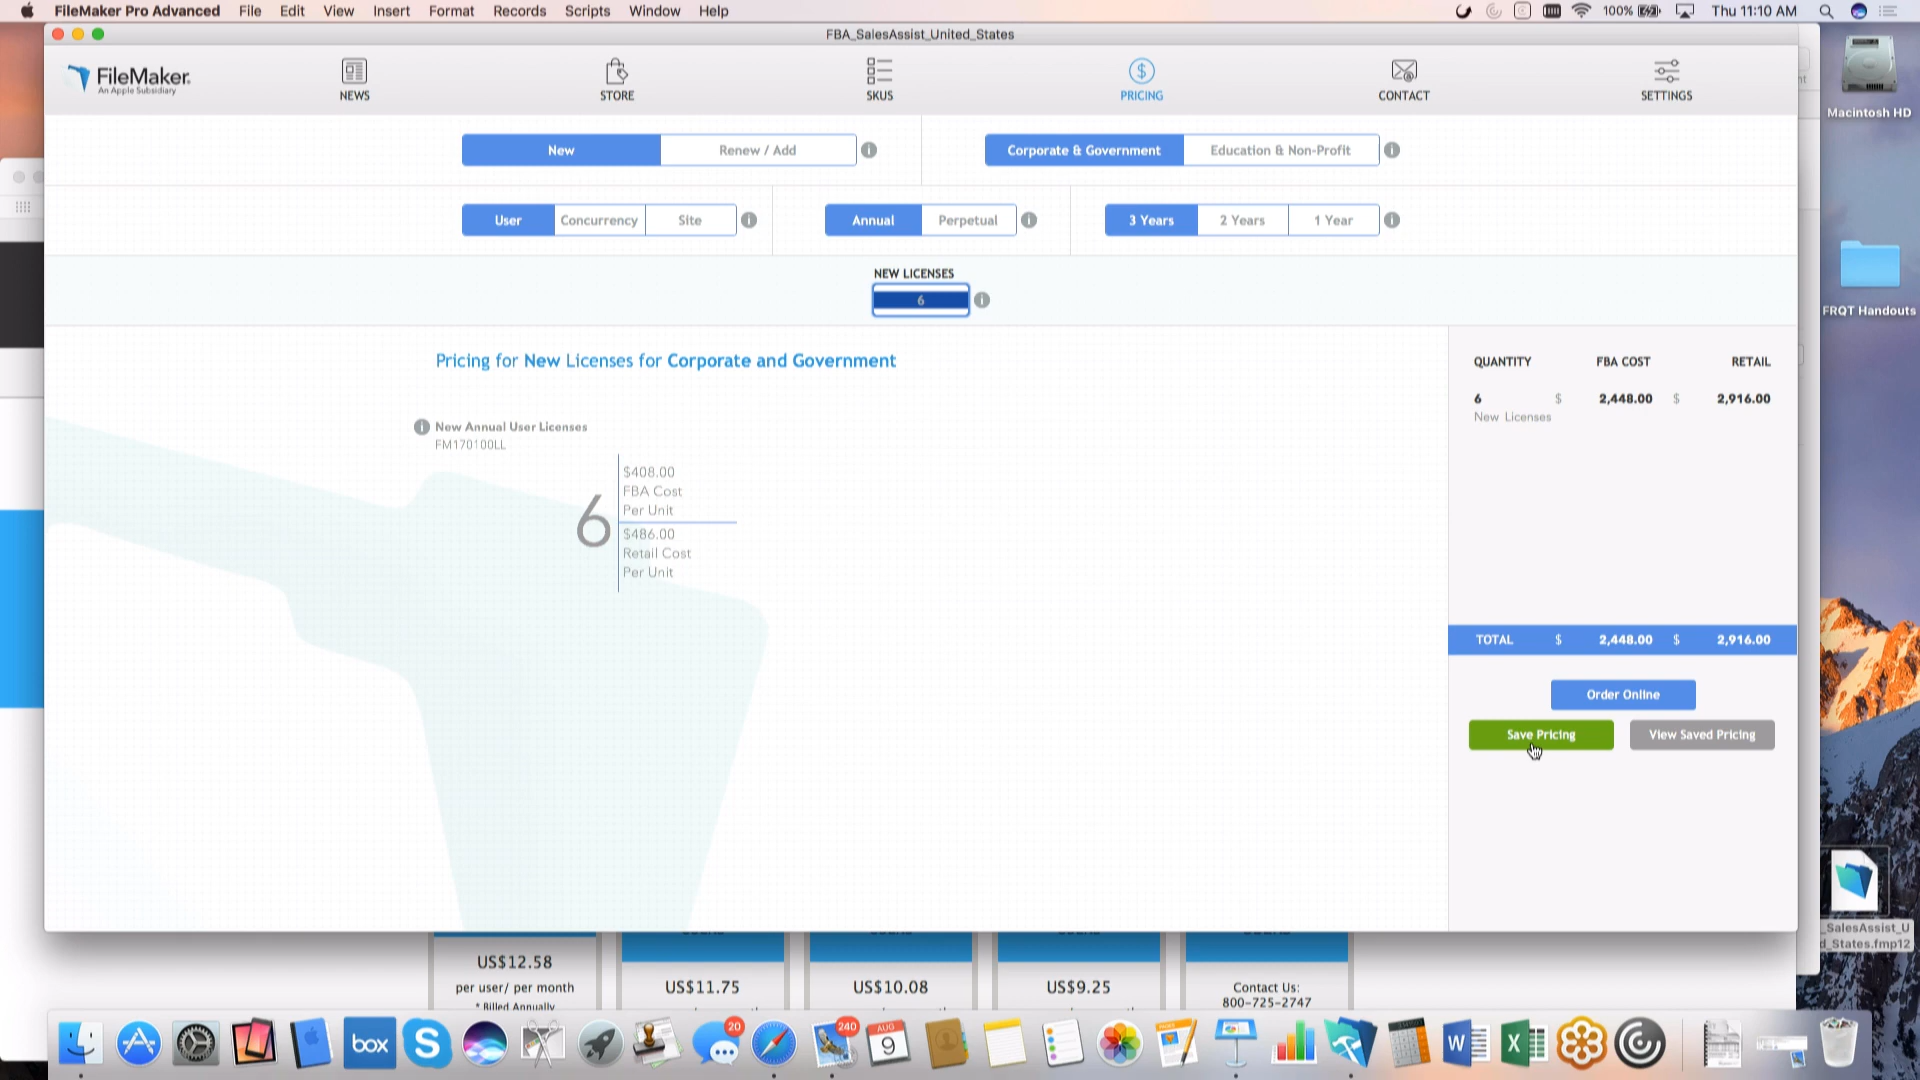 FileMaker Pro Advanced File Edit View Insert Format Records Scripts Window Help 100% Thu 11:10 AM
FBA_SalesAssist_United_States
FileMaker
An Apple Subsidiary
NEWS STORE SKUS PRICING CONTACT SETTINGS
Macintosh HD
New Renew / Add Corporate & Government Education & Non-Profit
User Concurrency Site Annual Perpetual 3 Years 2 Years 1 Year
NEW LICENSES
6
FRQT Handouts
Pricing for New Licenses for Corporate and Government
New Annual User Licenses
FM170100LL
6
$408.00
FBA Cost
Per Unit
$486.00
Retail Cost
Per Unit
QUANTITY FBA COST RETAIL
6 $ 2,448.00 $ 2,916.00
New Licenses
TOTAL $ 2,448.00 $ 2,916.00
Order Online
Save Pricing View Saved Pricing
_SalesAssist_U
d_States.fmp12
US$12.58
per user/ per month
* Billed Annually
US$11.75
US$10.08
US$9.25
Contact Us:
800-725-2747
box
20
240
AUG
9
PAGES